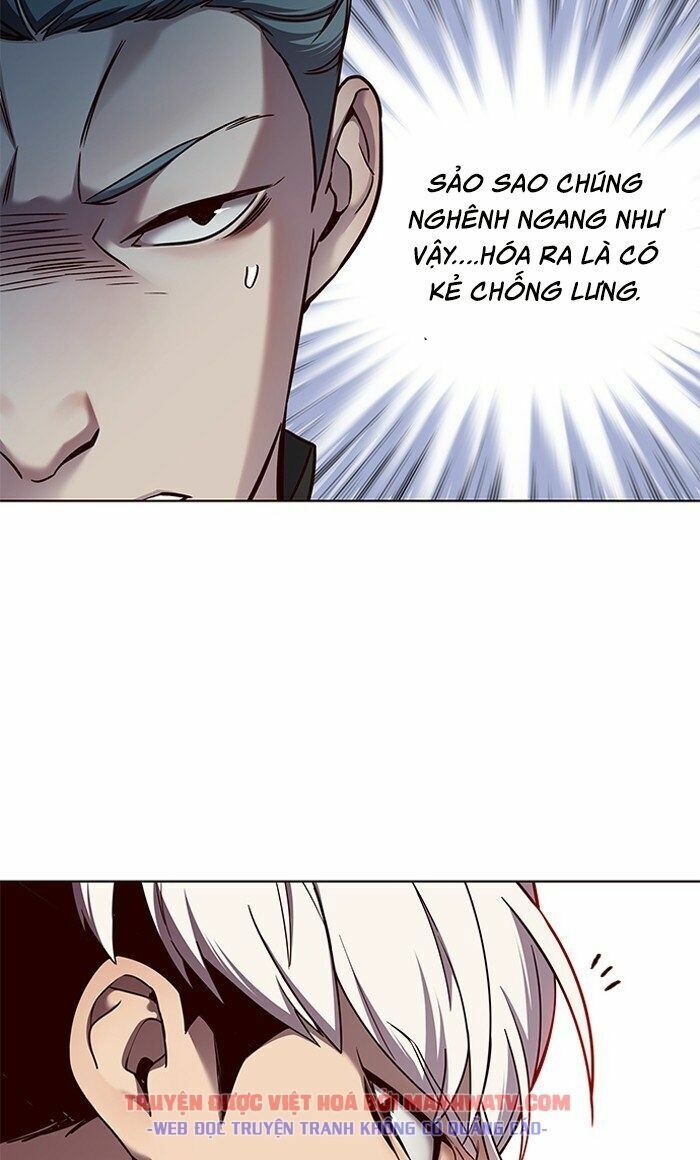 SẢO SAO CHÚNG
NGHÊNH NGANG NHƯ
VẬY....HÓA RA LÀ CÓ
KẺ CHỐNG LƯNG.
TRUYỆN ĐƯỢC VIỆT HOÁ BỞI MANHWATV.COM
-WEB ĐỌC TRUYỆN TRANH KHÔNG CÓ QUẢNG CÁO-